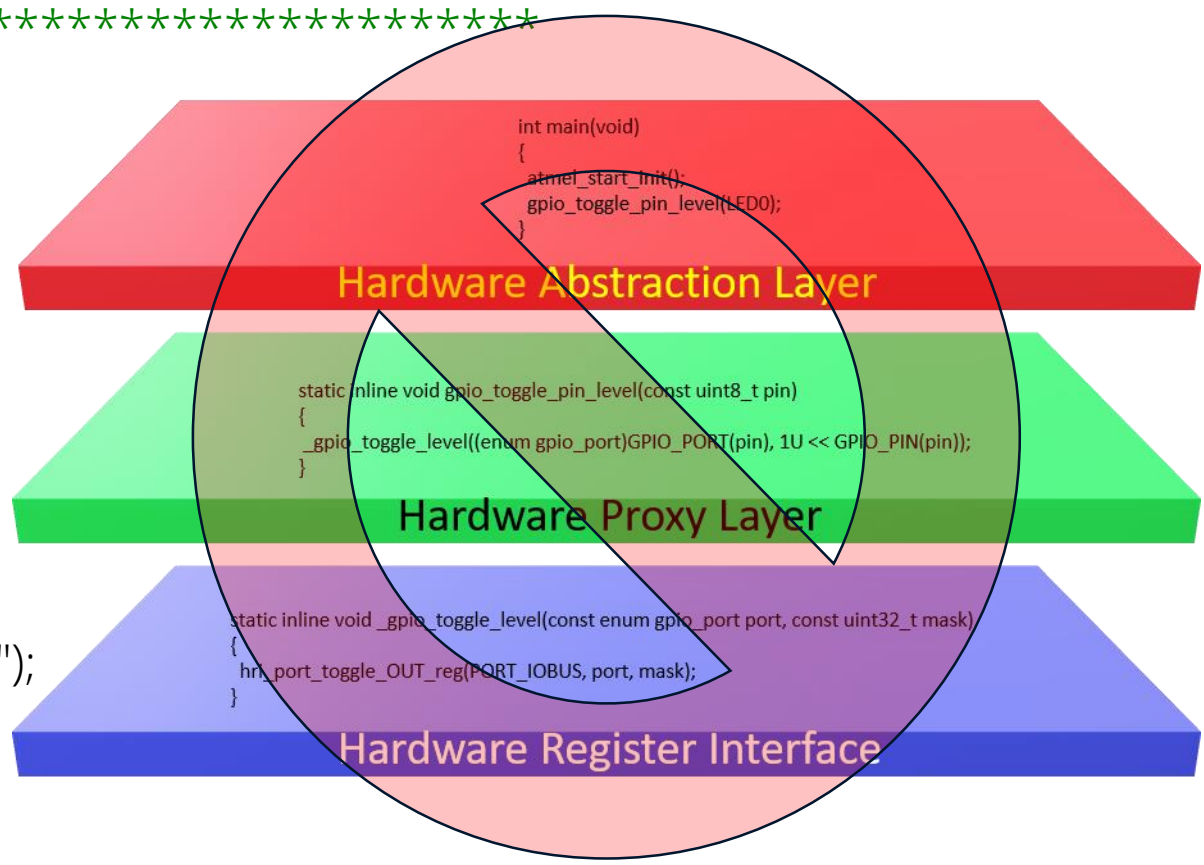 ***********************
int main(void)
{
atmel_start_init();
gpio_toggle_pin_level(LED0);
}
Hardware Abstraction Layer
static inline void gpio_toggle_pin_level(const uint8_t pin)
{
_gpio_toggle_level((enum gpio_port)GPIO_PORT(pin), 1U << GPIO_PIN(pin));
}
Hardware Proxy Layer
static inline void _gpio_toggle_level(const enum gpio_port port, const uint32_t mask)
{
");
hri_port_toggle_OUT_reg(PORT_IOBUS, port, mask);
}
Hardware Register Interface